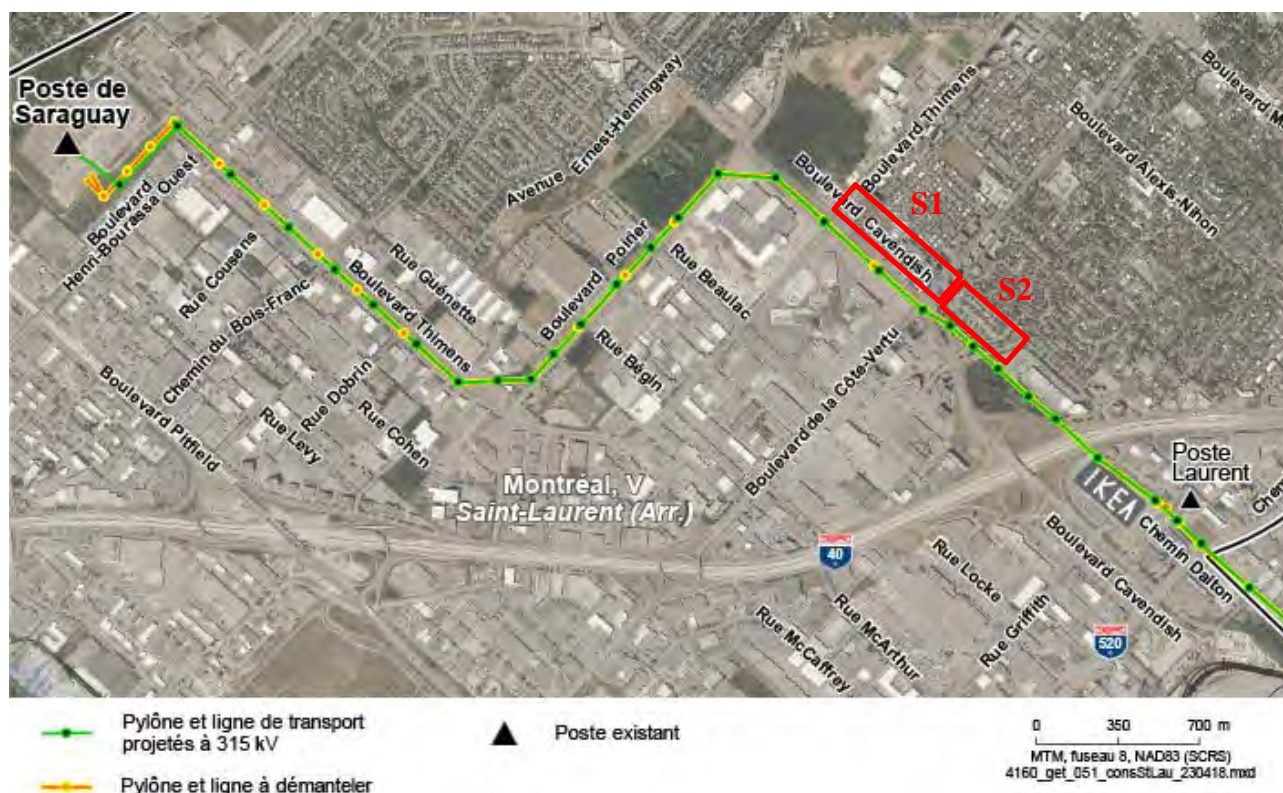 Poste de
Saraguay
Boulevard
Henri-Bourassa Ouest
Rue Cousens
Chemin du Bois-Franc
Boulevard Pitfield
Rue Levy
Rue Dobrin
Rue Cohen
Boulevard Thimens
Rue Guénette
Avenue Ernest-Hemingway
Boulevard Poirier
Rue Bégin
Rue Beaulac
Boulevard Cavendish
Boulevard Thimens
S1
S2
Boulevard Alexis-Nihon
Boulevard
Boulevard de la Côte-Vertu
Montréal, V
Saint-Laurent (Arr.)
40
IKEA
Poste
Laurent
Chemin Dalton
Boulevard Cavendish
Rue Locke
Rue Griffith
Rue McArthur
Rue McCaffrey
520
Pylône et ligne de transport
projetés à 315 kV
Pylône et ligne à démanteler
Poste existant
0 350 700 m
MTM, fuseau 8, NAD83 (SCRS)
4160_get_051_consStLau_230418.mxd